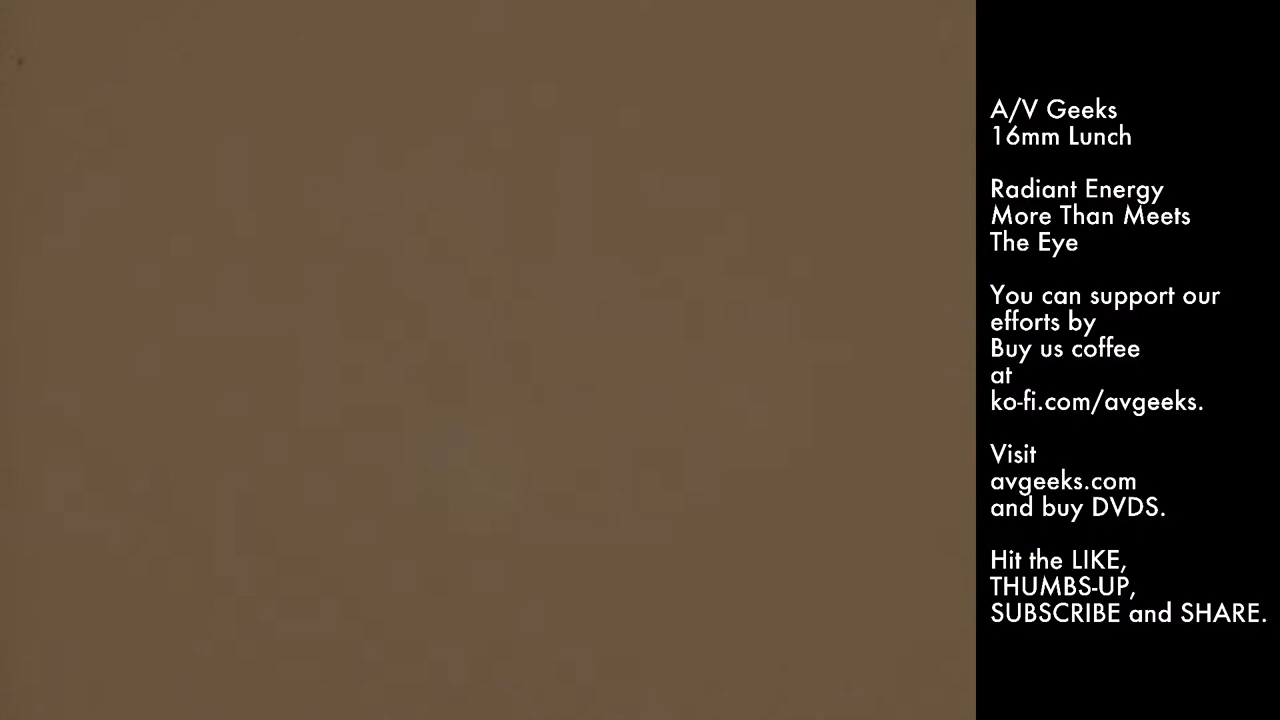 A/V Geeks
16mm Lunch
Radiant Energy
More Than Meets
The Eye
You can support our
efforts by
Buy us coffee
at
ko-fi.com/avgeeks.
Visit
avgeeks.com
and buy DVDS.
Hit the LIKE,
THUMBS-UP,
SUBSCRIBE and SHARE.